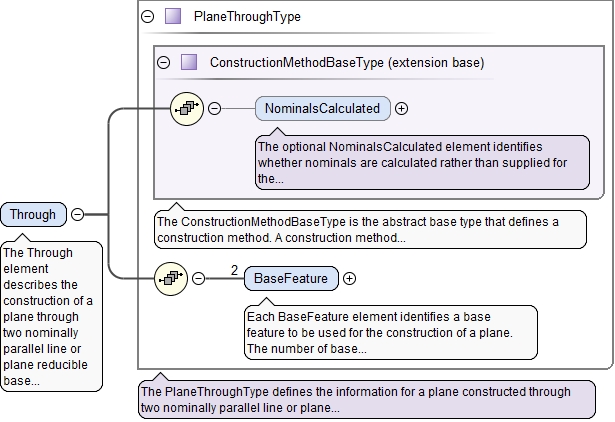 PlaneThroughType
ConstructionMethodBaseType (extension base)
NominalsCalculated
The optional NominalsCalculated element identifies
whether nominals are calculated rather than supplied for
the...
The ConstructionMethodBaseType is the abstract base type that defines a
construction method. A construction method...
Through
The Through
element
describes the
construction of a
plane through
two nominally
parallel line or
plane reducible
base...
2
BaseFeature
Each BaseFeature element identifies a base
feature to be used for the construction of a plane.
The number of base...
The PlaneThroughType defines the information for a plane constructed through
two nominally parallel line or plane...